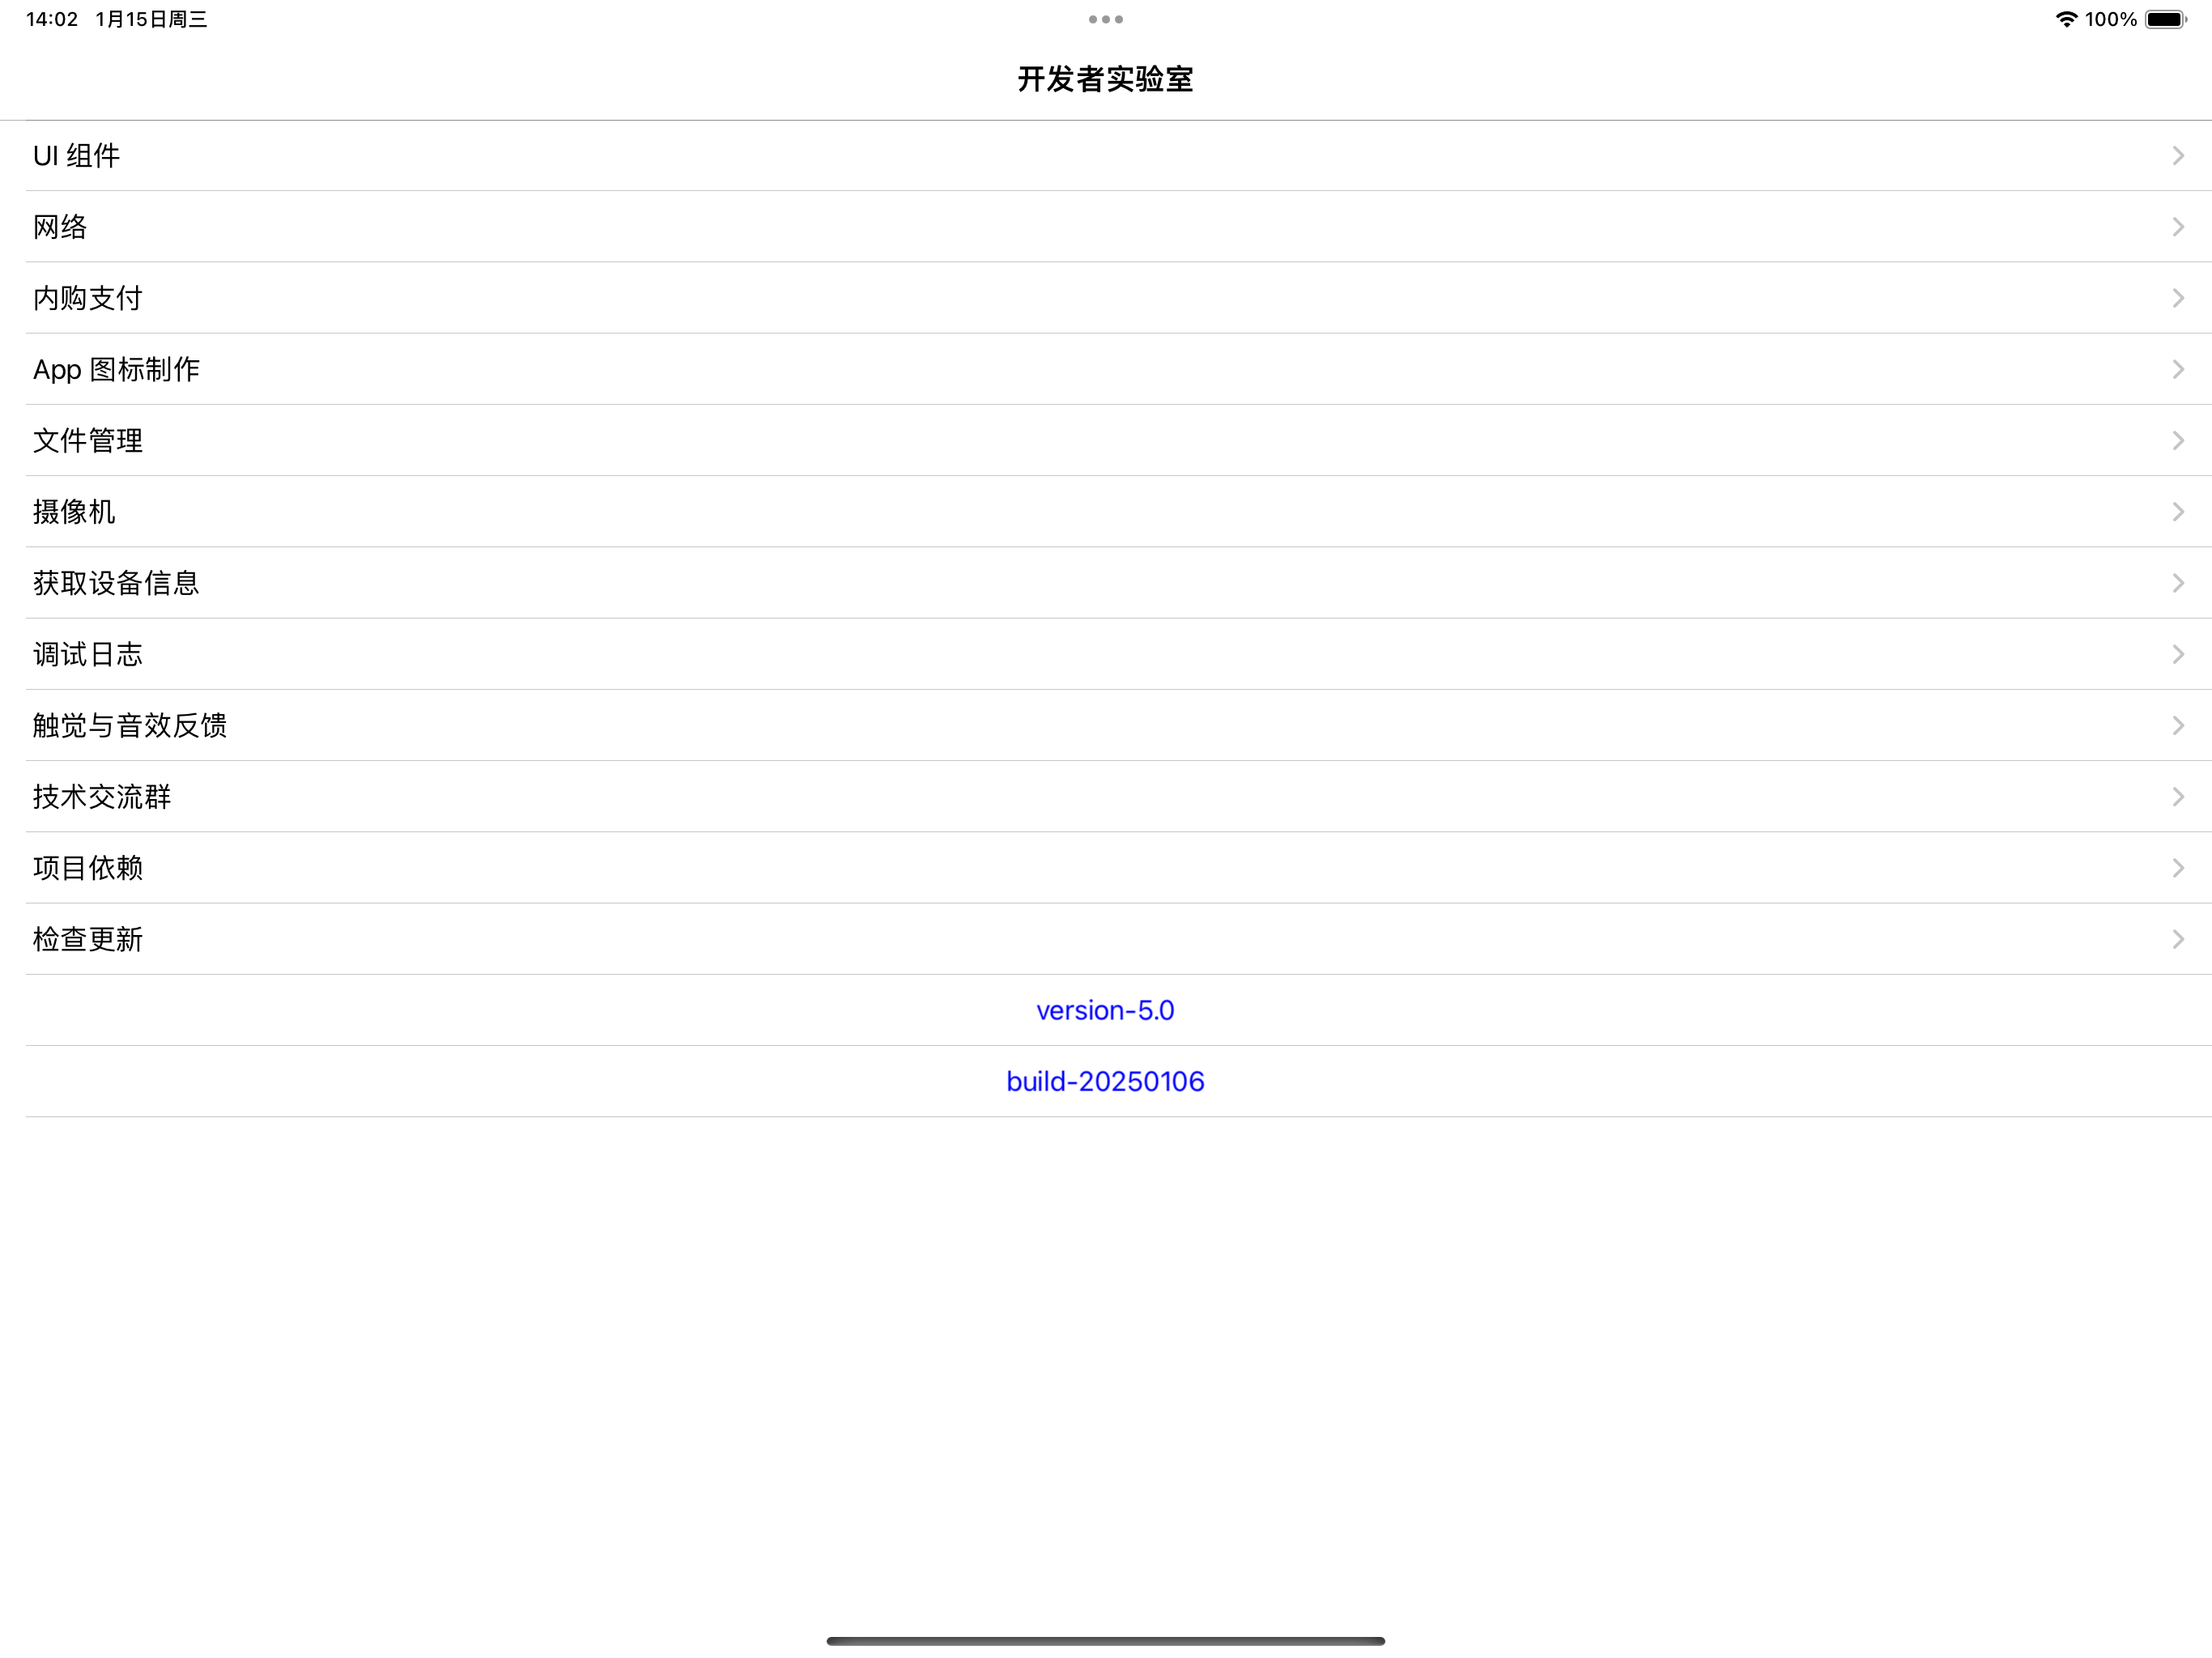 14:02 1月15日周三
100%
开发者实验室
UI 组件
网络
内购支付
App 图标制作
文件管理
摄像机
获取设备信息
调试日志
触觉与音效反馈
技术交流群
项目依赖
检查更新
version-5.0
build-20250106